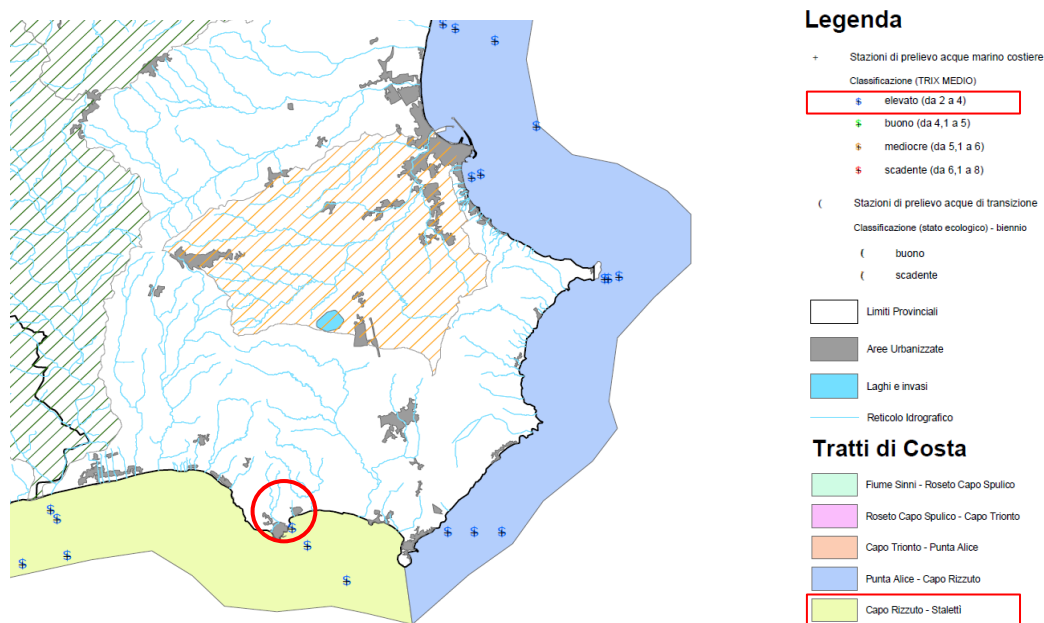 Legenda
Stazioni di prelievo acque marino costiere
Classificazione (TRIX MEDIO)
elevato (da 2 a 4)
buono (da 4,1 a 5)
mediocre (da 5,1 a 6)
scadente (da 6,1 a 8)
Stazioni di prelievo acque di transizione
Classificazione (stato ecologico) - biennio
buono
scadente
Limiti Provinciali
Aree Urbanizzate
Laghi e invasi
Reticolo Idrografico
Tratti di Costa
Fiume Sinni - Roseto Capo Spulico
Roseto Capo Spulico - Capo Trionto
Capo Trionto - Punta Alice
Punta Alice - Capo Rizzuto
Capo Rizzuto - Stalettì